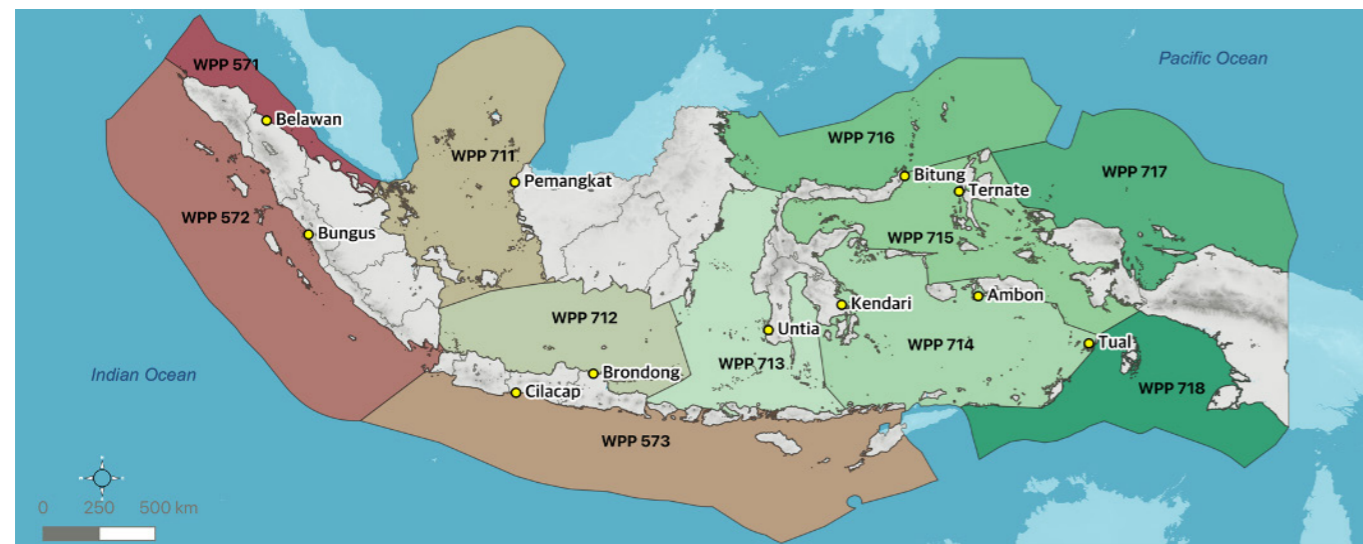 Pacific Ocean
WPP 571
Belawan
WPP 716
WPP 711
WPP 717
Bitung
Pemangkat
Ternate
WPP 572
Bungus
WPP 715
Ambon
Kendari
WPP 712
Untia
WPP 714
Tual
WPP 713
Indian Ocean
Brondong
WPP 718
Cilacap
WPP 573
0 250 500 km